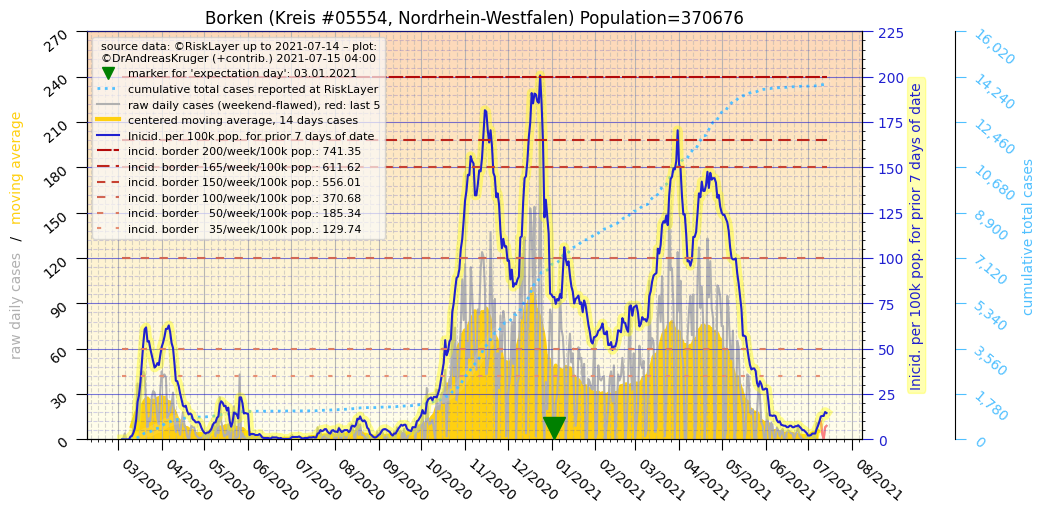 Borken (Kreis #05554, Nordrhein-Westfalen) Population=370676
source data: ©RiskLayer up to 2021-07-14 – plot:
©DrAndreasKruger (+contrib.) 2021-07-15 04:00
marker for 'expectation day': 03.01.2021
cumulative total cases reported at RiskLayer
raw daily cases (weekend-flawed), red: last 5
centered moving average, 14 days cases
Inicid. per 100k pop. for prior 7 days of date
incid. border 200/week/100k pop.: 741.35
incid. border 165/week/100k pop.: 611.62
incid. border 150/week/100k pop.: 556.01
incid. border 100/week/100k pop.: 370.68
incid. border 50/week/100k pop.: 185.34
incid. border 35/week/100k pop.: 129.74
raw daily cases / moving average
270
240
210
180
150
120
90
60
30
0
03/2020
04/2020
05/2020
06/2020
07/2020
08/2020
09/2020
10/2020
11/2020
12/2020
01/2021
02/2021
03/2021
04/2021
05/2021
06/2021
07/2021
08/2021
225
200
175
150
125
100
75
50
25
0
Inicid. per 100k pop. for prior 7 days of date
16,020
14,240
12,460
10,680
8,900
7,120
5,340
3,560
1,780
0
cumulative total cases